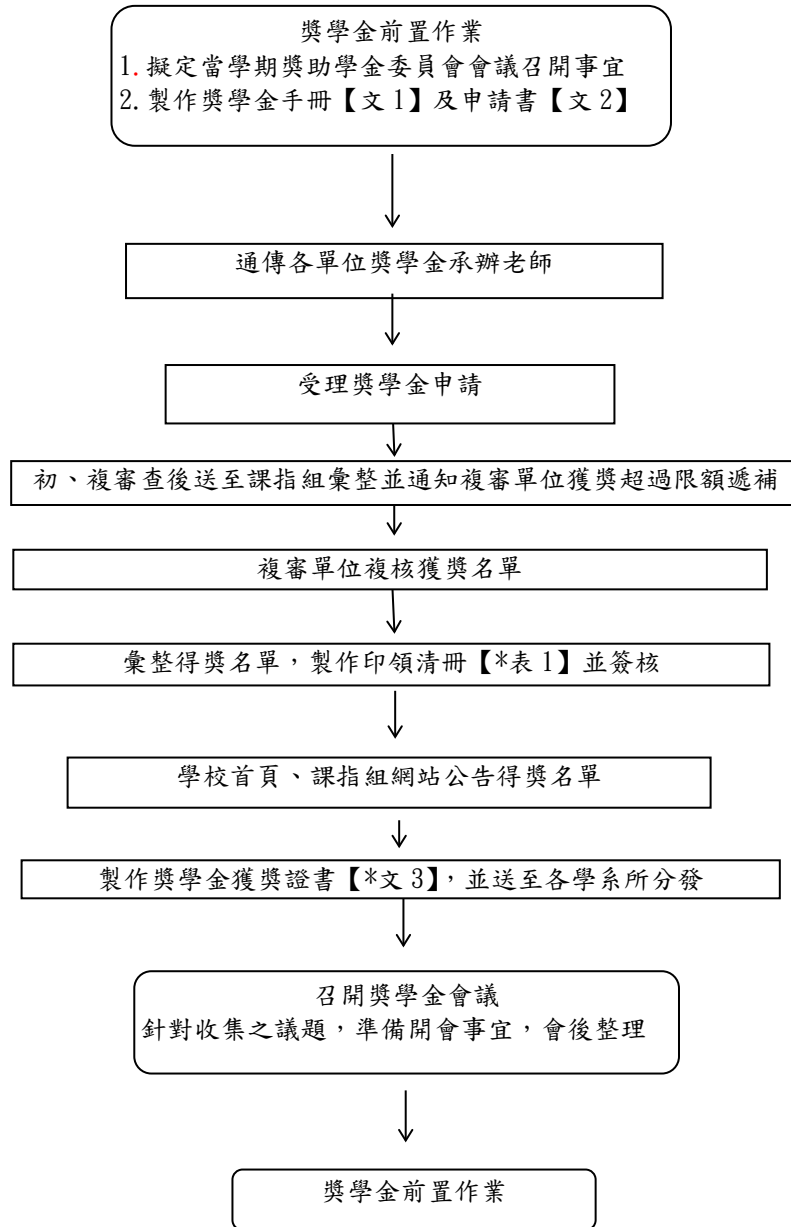 獎學金前置作業
1.擬定當學期獎助學金委員會會議召開事宜
2.製作獎學金手冊【文1】及申請書【文2】
通傳各單位獎學金承辦老師
受理獎學金申請
初、複審查後送至課指組彙整並通知複審單位獲獎超過限額遞補
複審單位複核獲獎名單
彙整得獎名單，製作印領清冊【*表1】並簽核
學校首頁、課指組網站公告得獎名單
製作獎學金獲獎證書【*文3】，並送至各學系所分發
召開獎學金會議
針對收集之議題，準備開會事宜，會後整理
獎學金前置作業